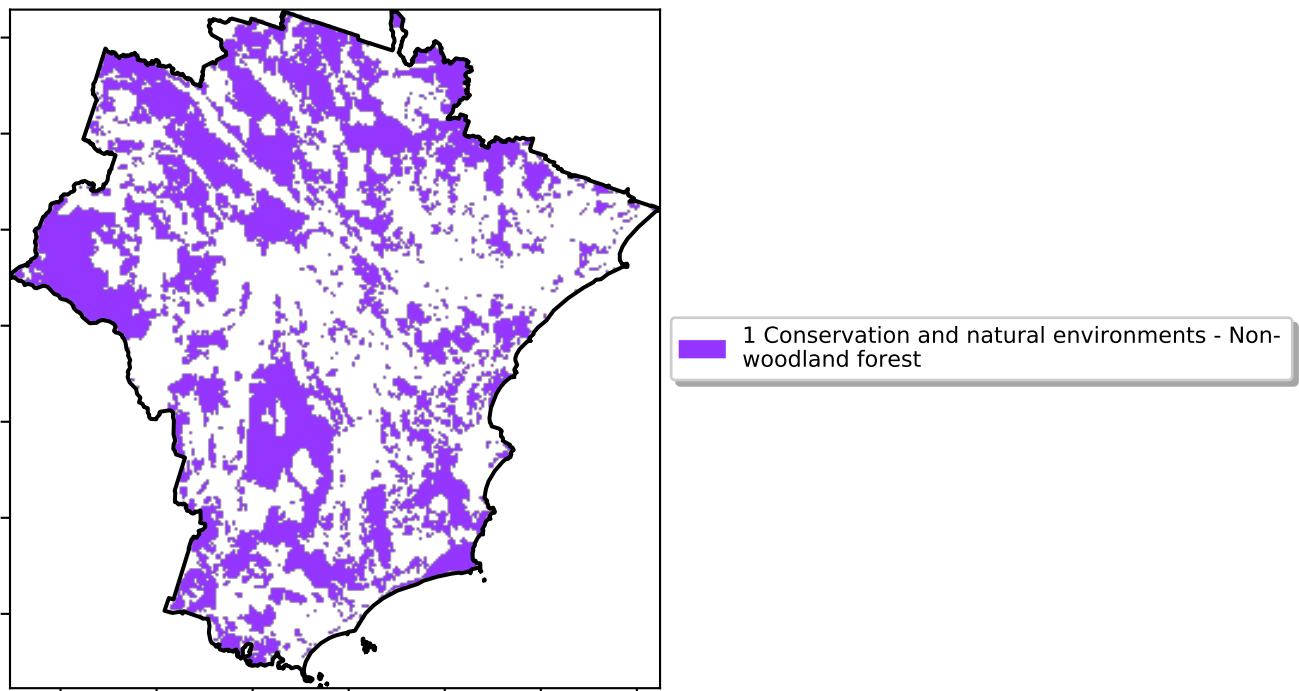 1 Conservation and natural environments - Non-
woodland forest